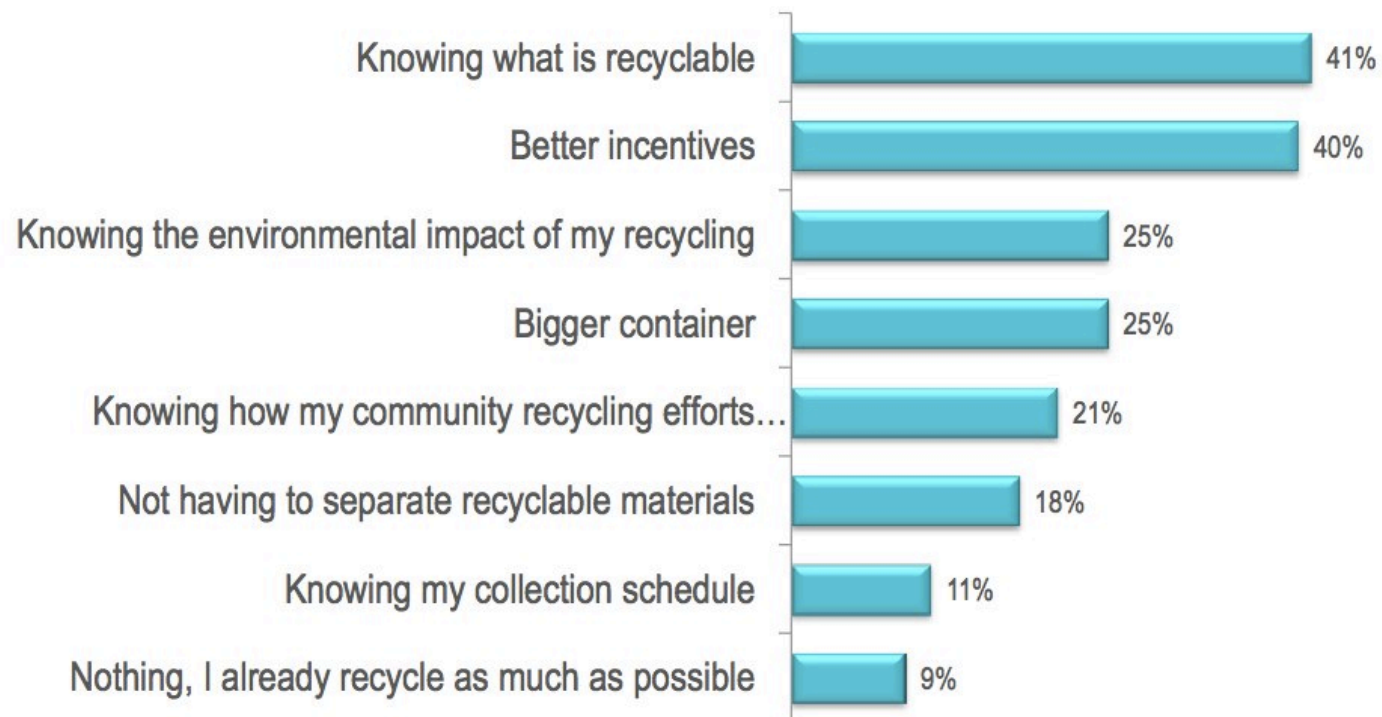 Knowing what is recyclable 41%
Better incentives 40%
Knowing the environmental impact of my recycling 25%
Bigger container 25%
Knowing how my community recycling efforts… 21%
Not having to separate recyclable materials 18%
Knowing my collection schedule 11%
Nothing, I already recycle as much as possible 9%